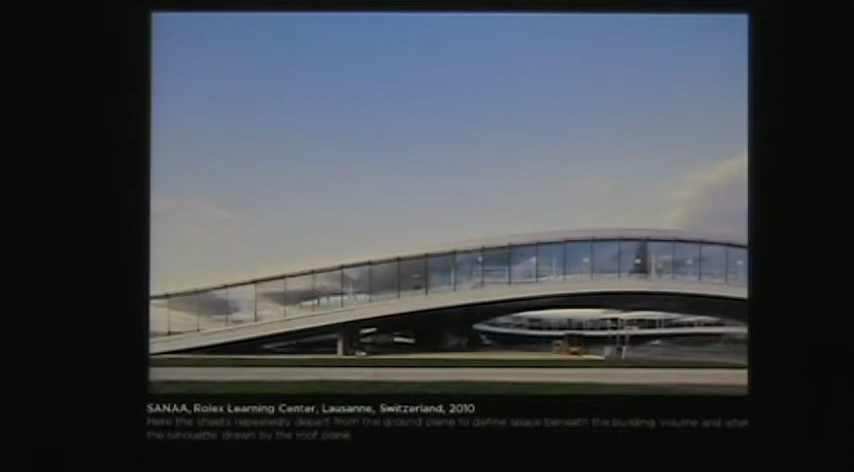 SANAA, Rolex Learning Center, Lausanne, Switzerland, 2010
Here the sheets repeatedly depart from the ground plane to define space beneath the building volume and alter
the silhouette drawn by the roof plane.